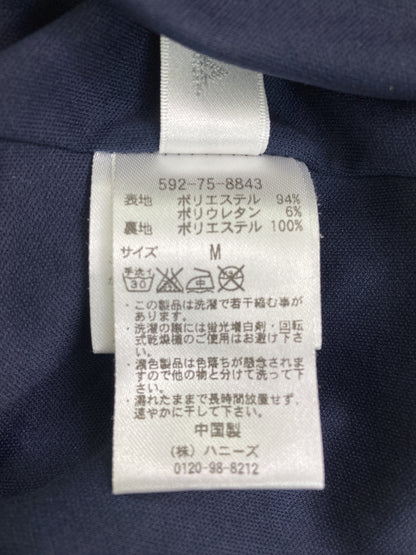 592-75-8843
表地 ポリエステル 94%
ポリウレタン 6%
裏地 ポリエステル 100%
サイズ M
手洗イ
30
中
・この製品は洗濯で若干縮む事が
あります。
・洗濯の際には蛍光増白剤・回転
式乾燥機のご使用はお避け下さ
い。
・濃色製品は色落ちが懸念されま
すので他の物と分けて洗って下
さい。
・濡れたままで長時間放置せず、
速やかに干して下さい。
中国製
(株) ハニーズ
0120-98-8212